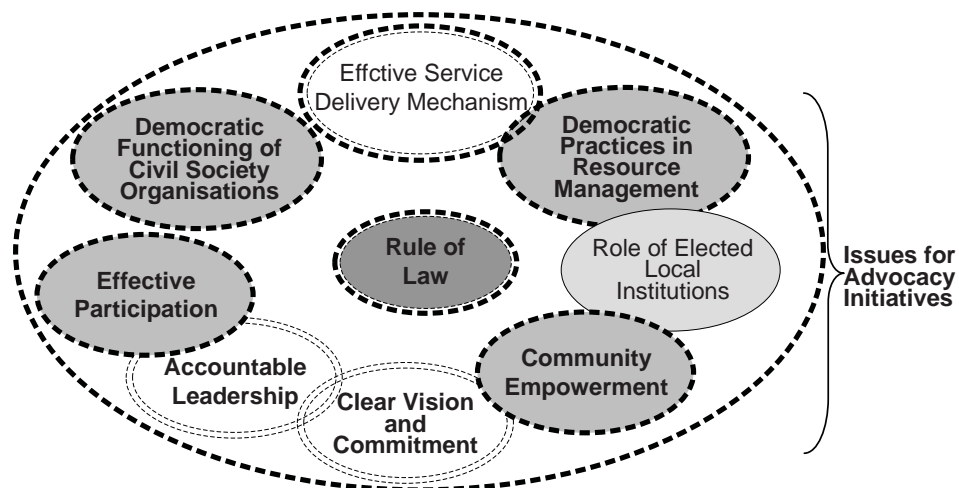 Effctive Service
Delivery Mechanism
Democratic
Functioning of
Civil Society
Organisations
Democratic
Practices in
Resource
Management
Rule of
Law
Role of Elected
Local
Institutions
Issues for
Advocacy
Initiatives
Effective
Participation
Accountable
Leadership
Clear Vision
and
Commitment
Community
Empowerment